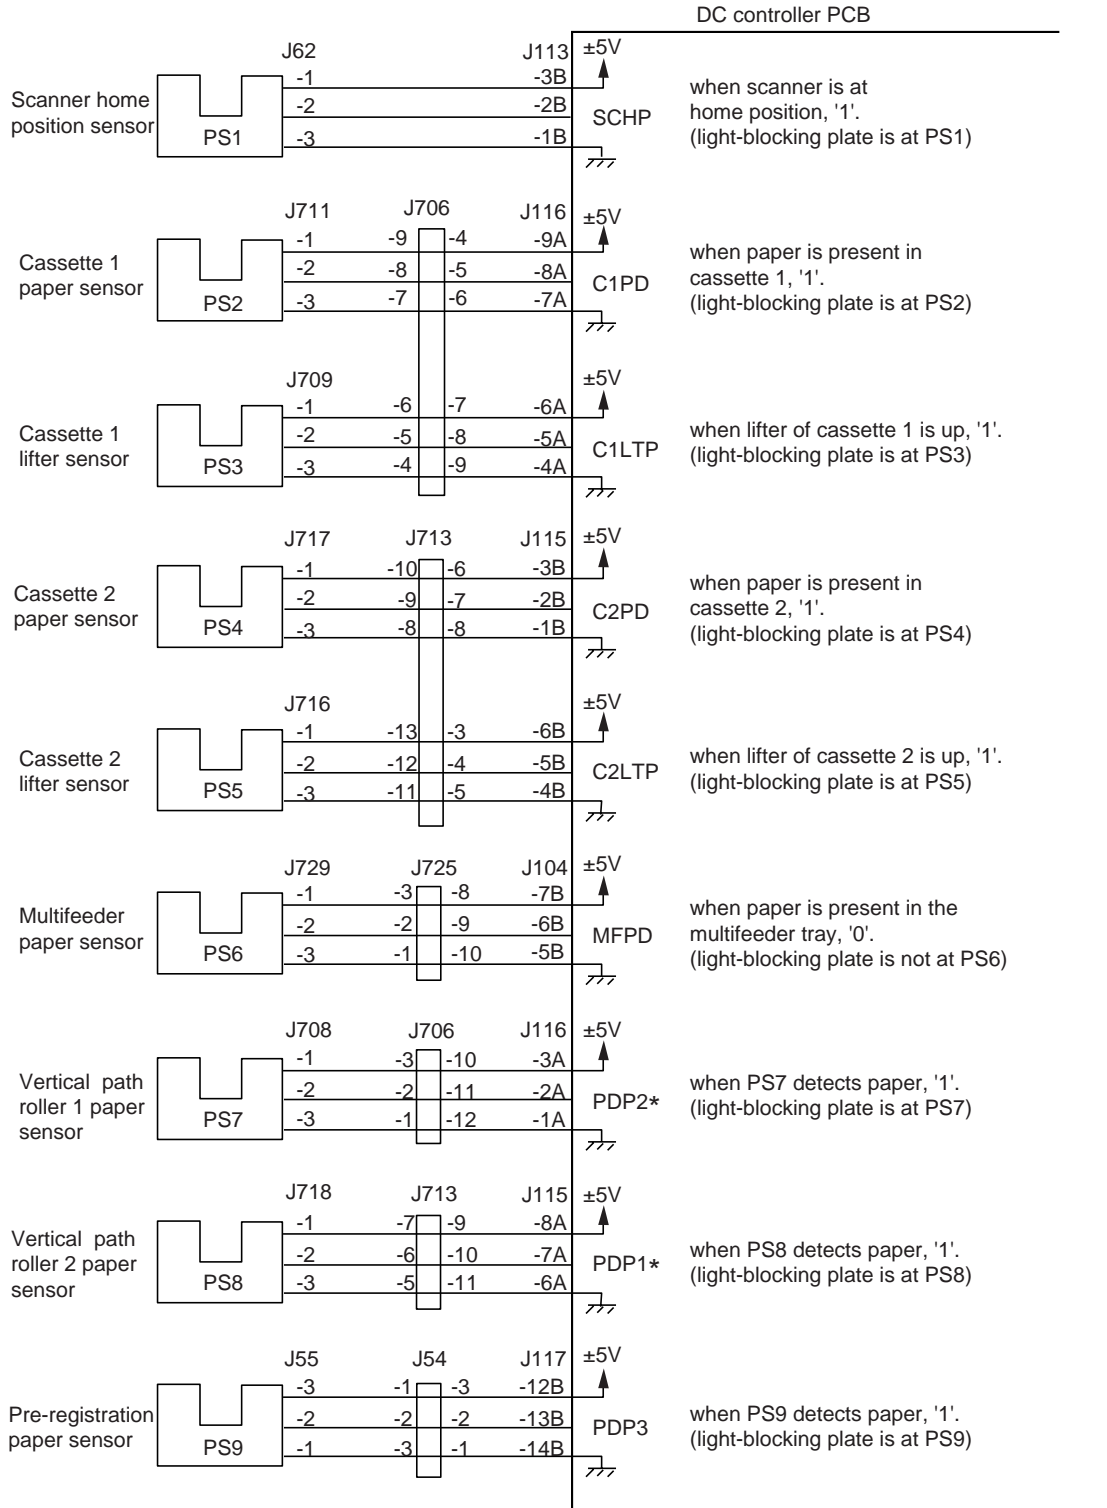 DC controller PCB
J62 J113 ±5V
Scanner home
position sensor
PS1
-1 -3B
-2 -2B
-3 -1B
SCHP
when scanner is at
home position, '1'.
(light-blocking plate is at PS1)
J711 J706 J116 ±5V
Cassette 1
paper sensor
PS2
-1 -9 -4 -9A
-2 -8 -5 -8A
-3 -7 -6 -7A
C1PD
when paper is present in
cassette 1, '1'.
(light-blocking plate is at PS2)
J709 ±5V
Cassette 1
lifter sensor
PS3
-1 -6 -7 -6A
-2 -5 -8 -5A
-3 -4 -9 -4A
C1LTP
when lifter of cassette 1 is up, '1'.
(light-blocking plate is at PS3)
J717 J713 J115 ±5V
Cassette 2
paper sensor
PS4
-1 -10 -6 -3B
-2 -9 -7 -2B
-3 -8 -8 -1B
C2PD
when paper is present in
cassette 2, '1'.
(light-blocking plate is at PS4)
J716 ±5V
Cassette 2
lifter sensor
PS5
-1 -13 -3 -6B
-2 -12 -4 -5B
-3 -11 -5 -4B
C2LTP
when lifter of cassette 2 is up, '1'.
(light-blocking plate is at PS5)
J729 J725 J104 ±5V
Multifeeder
paper sensor
PS6
-1 -3 -8 -7B
-2 -2 -9 -6B
-3 -1 -10 -5B
MFPD
when paper is present in the
multifeeder tray, '0'.
(light-blocking plate is not at PS6)
J708 J706 J116 ±5V
Vertical path
roller 1 paper
sensor
PS7
-1 -3 -10 -3A
-2 -2 -11 -2A
-3 -1 -12 -1A
PDP2*
when PS7 detects paper, '1'.
(light-blocking plate is at PS7)
J718 J713 J115 ±5V
Vertical path
roller 2 paper
sensor
PS8
-1 -7 -9 -8A
-2 -6 -10 -7A
-3 -5 -11 -6A
PDP1*
when PS8 detects paper, '1'.
(light-blocking plate is at PS8)
J55 J54 J117 ±5V
Pre-registration
paper sensor
PS9
-3 -1 -3 -12B
-2 -2 -2 -13B
-1 -3 -1 -14B
PDP3
when PS9 detects paper, '1'.
(light-blocking plate is at PS9)